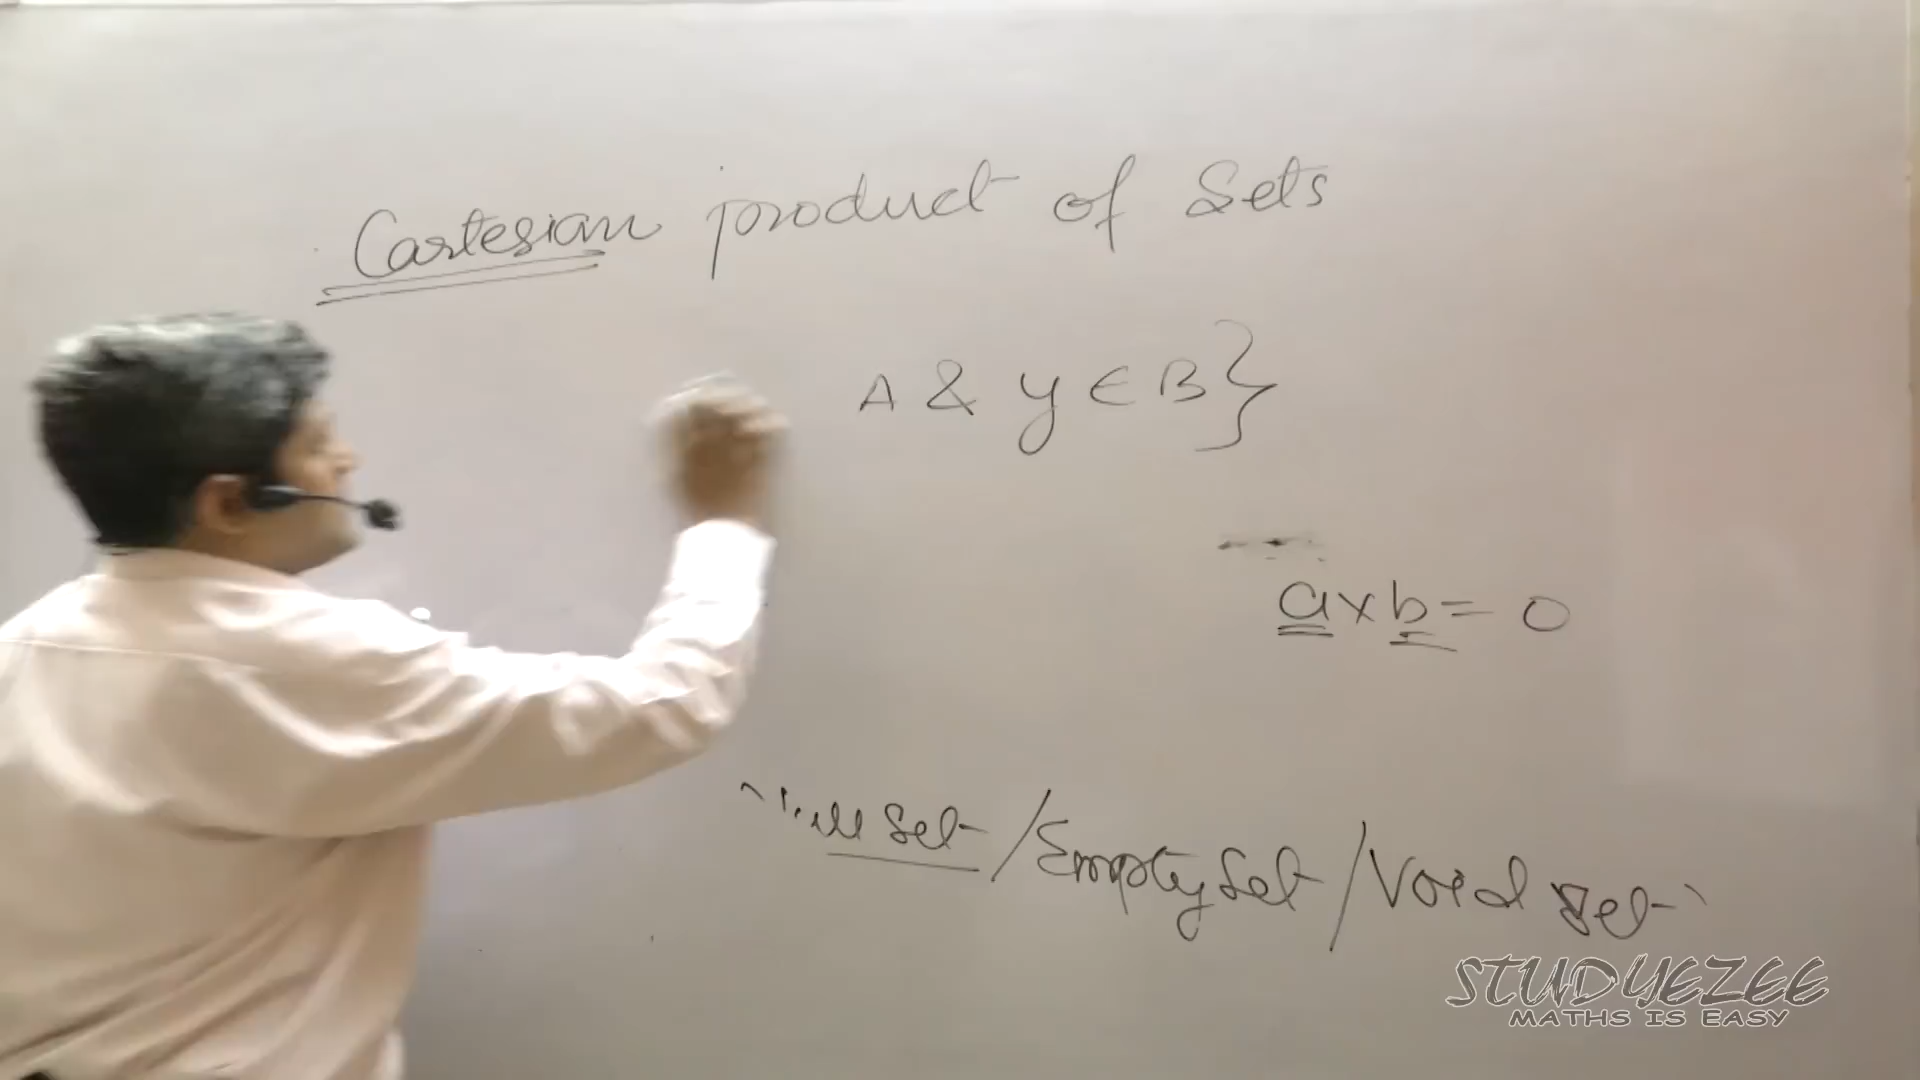 Cartesian product of Sets
A & y ∈ B}
a x b = 0
Set / Empty Set / Void Set
STUDYEZEE
MATHS IS EASY